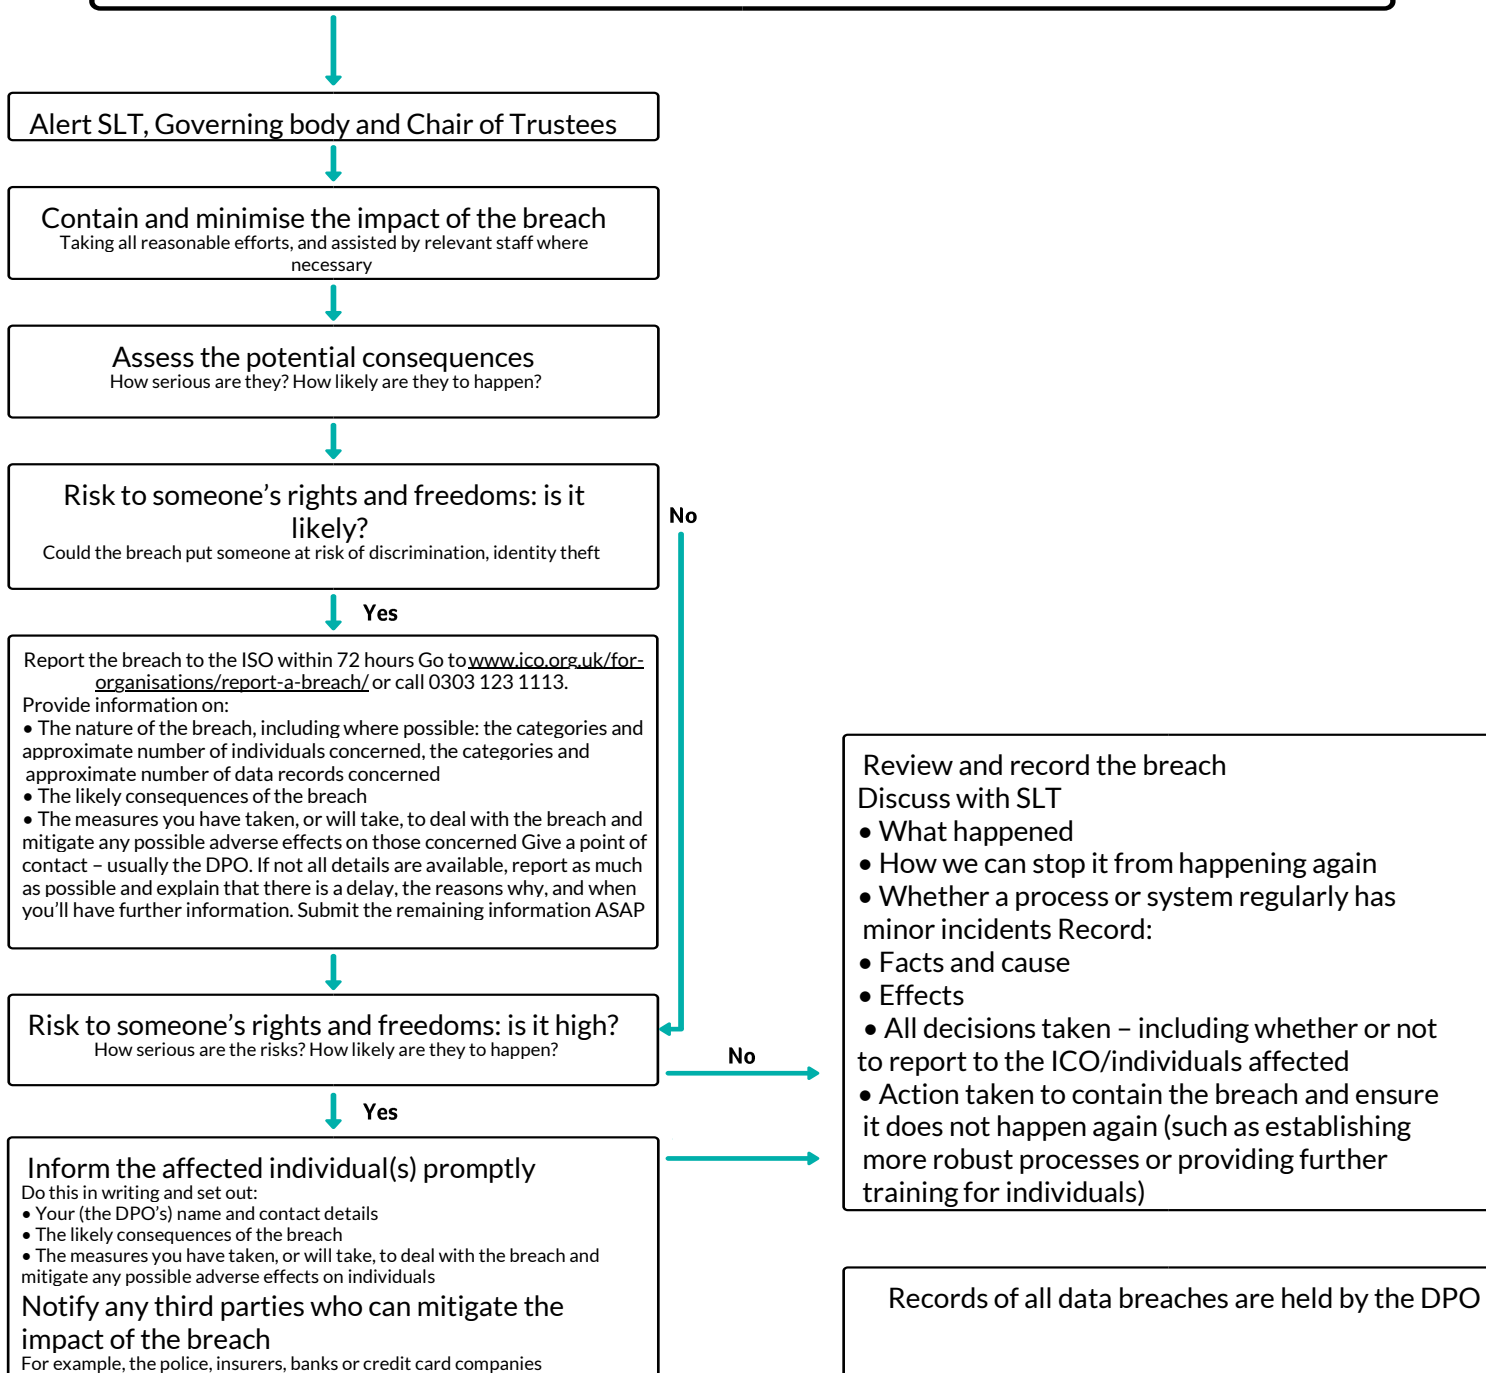 Alert SLT, Governing body and Chair of Trustees
Contain and minimise the impact of the breach
Taking all reasonable efforts, and assisted by relevant staff where
necessary
Assess the potential consequences
How serious are they? How likely are they to happen?
Risk to someone’s rights and freedoms: is it
likely?
Could the breach put someone at risk of discrimination, identity theft
No
Yes
Report the breach to the ISO within 72 hours Go to www.ico.org.uk/for-
organisations/report-a-breach/ or call 0303 123 1113.
Provide information on:
• The nature of the breach, including where possible: the categories and
approximate number of individuals concerned, the categories and
approximate number of data records concerned
• The likely consequences of the breach
• The measures you have taken, or will take, to deal with the breach and
mitigate any possible adverse effects on those concerned Give a point of
contact – usually the DPO. If not all details are available, report as much
as possible and explain that there is a delay, the reasons why, and when
you’ll have further information. Submit the remaining information ASAP
Risk to someone’s rights and freedoms: is it high?
How serious are the risks? How likely are they to happen?
No
Yes
Inform the affected individual(s) promptly
Do this in writing and set out:
• Your (the DPO’s) name and contact details
• The likely consequences of the breach
• The measures you have taken, or will take, to deal with the breach and
mitigate any possible adverse effects on individuals
Notify any third parties who can mitigate the
impact of the breach
For example, the police, insurers, banks or credit card companies
Review and record the breach
Discuss with SLT
• What happened
• How we can stop it from happening again
• Whether a process or system regularly has
minor incidents Record:
• Facts and cause
• Effects
• All decisions taken – including whether or not
to report to the ICO/individuals affected
• Action taken to contain the breach and ensure
it does not happen again (such as establishing
more robust processes or providing further
training for individuals)
Records of all data breaches are held by the DPO